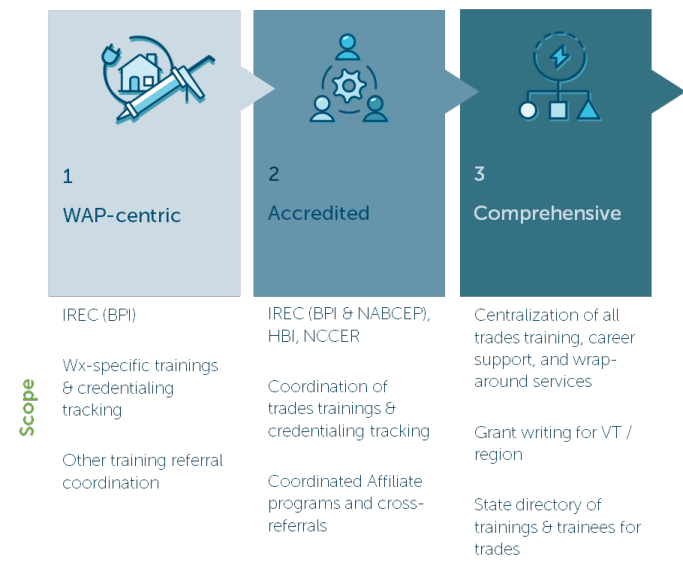 1
WAP-centric
2
Accredited
3
Comprehensive
Scope
IREC (BPI)
Wx-specific trainings
& credentialing
tracking
Other training referral
coordination
IREC (BPI & NABCEP),
HBI, NCCER
Coordination of
trades trainings &
credentialing tracking
Coordinated Affiliate
programs and cross-
referrals
Centralization of all
trades training, career
support, and wrap-
around services
Grant writing for VT /
region
State directory of
trainings & trainees for
trades